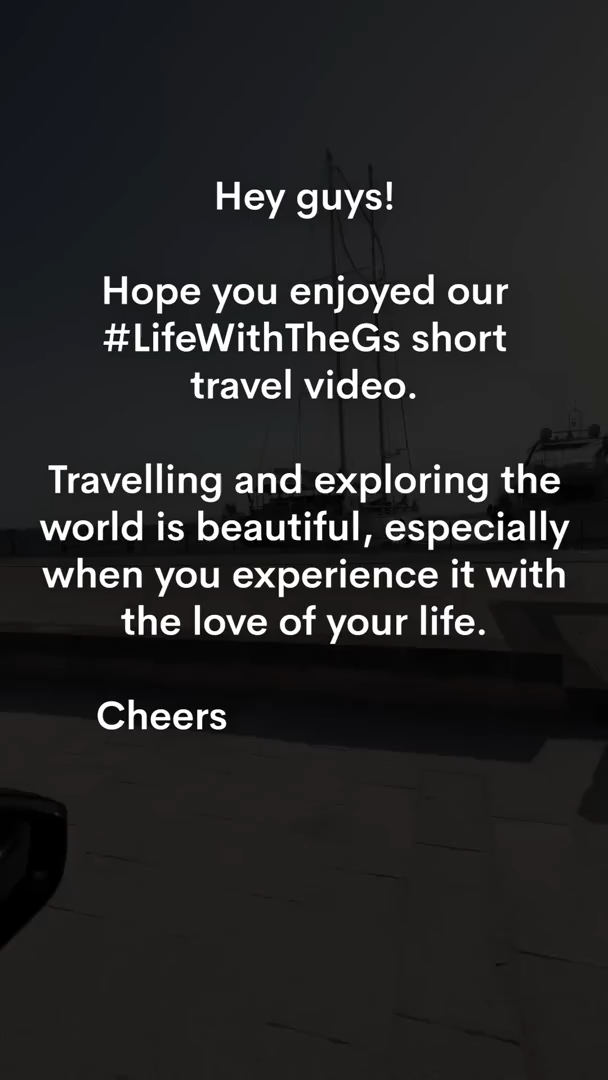 Hey guys!
Hope you enjoyed our
#LifeWithTheGs short
travel video.
Travelling and exploring the
world is beautiful, especially
when you experience it with
the love of your life.
Cheers